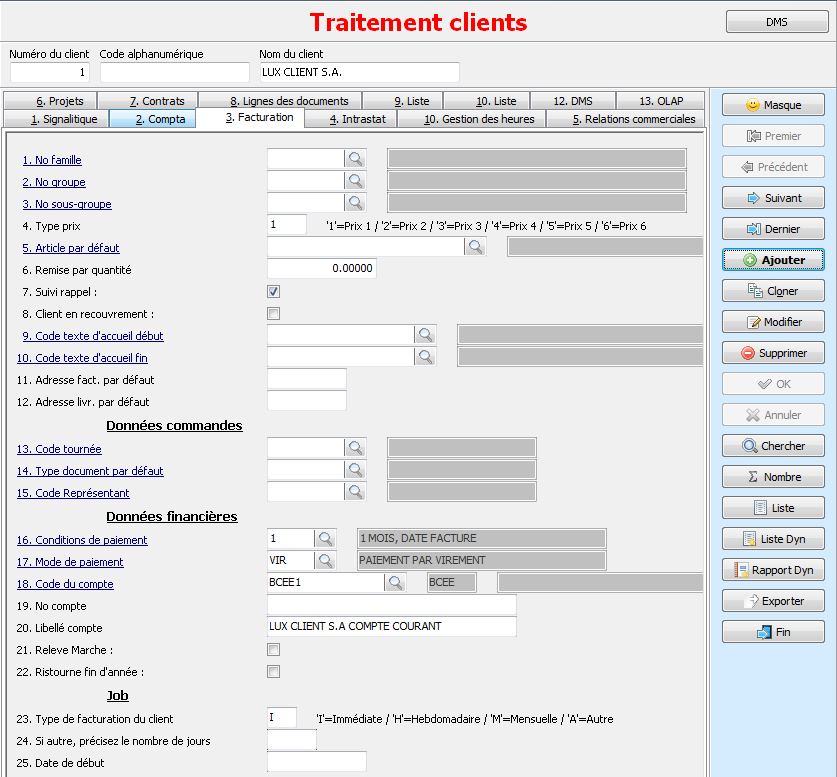 Traitement clients
DMS
Numéro du client Code alphanumérique Nom du client
1 LUX CLIENT S.A.
6. Projets 7. Contrats 8. Lignes des documents 9. Liste 10. Liste 12. DMS 13. OLAP
1. Signalitique 2. Compta 3. Facturation 4. Intrastat 10. Gestion des heures 5. Relations commerciales
1. No famille
2. No groupe
3. No sous-groupe
4. Type prix 1 '1'=Prix 1 / '2'=Prix 2 / '3'=Prix 3 / '4'=Prix 4 / '5'=Prix 5 / '6'=Prix 6
5. Article par défaut
6. Remise par quantité 0.00000
7. Suivi rappel :
8. Client en recouvrement :
9. Code texte d'accueil début
10. Code texte d'accueil fin
11. Adresse fact. par défaut
12. Adresse livr. par défaut
Données commandes
13. Code tournée
14. Type document par défaut
15. Code Représentant
Données financières
16. Conditions de paiement 1 1 MOIS, DATE FACTURE
17. Mode de paiement VIR PAIEMENT PAR VIREMENT
18. Code du compte BCEE1 BCEE
19. No compte
20. Libellé compte LUX CLIENT S.A COMPTE COURANT
21. Releve Marche :
22. Ristourne fin d'année :
Job
23. Type de facturation du client I 'I'=Immédiate / 'H'=Hebdomadaire / 'M'=Mensuelle / 'A'=Autre
24. Si autre, précisez le nombre de jours
25. Date de début
Masque
Premier
Précédent
Suivant
Dernier
Ajouter
Cloner
Modifier
Supprimer
OK
Annuler
Chercher
Σ Nombre
Liste
Liste Dyn
Rapport Dyn
Exporter
Fin